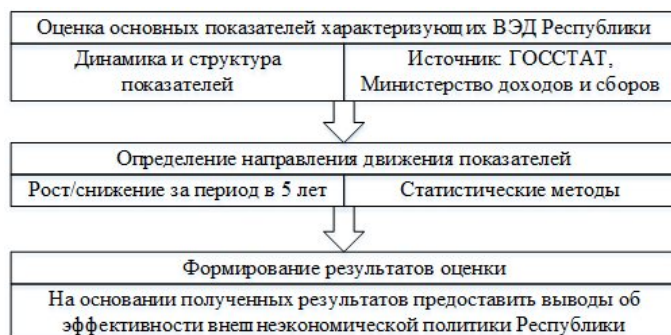 Оценка основных показателей характеризующих ВЭД Республики
Динамика и структура
показателей
Источник: ГОССТАТ,
Министерство доходов и сборов
Определение направления движения показателей
Рост/снижение за период в 5 лет
Статистические методы
Формирование результатов оценки
На основании полученных результатов предоставить выводы об
эффективности внешнеэкономической политики Республики